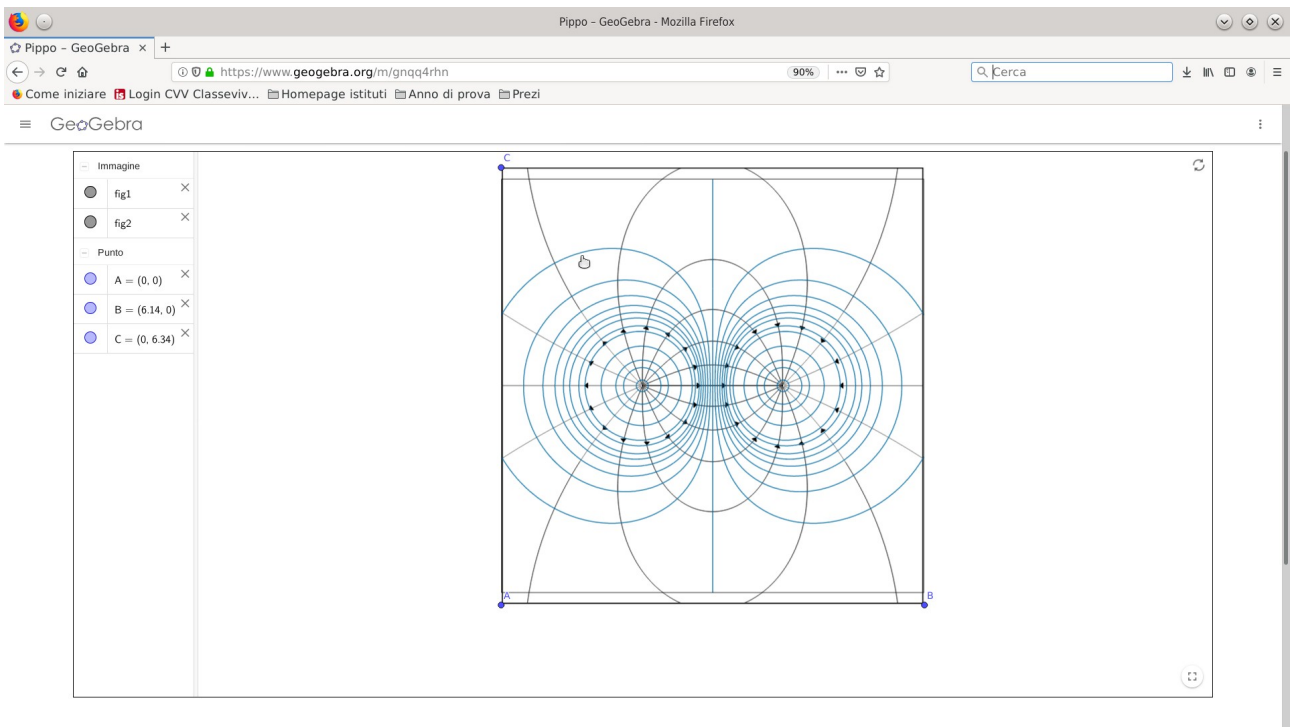 Pippo – GeoGebra - Mozilla Firefox
Pippo – GeoGebra × +
https://www.geogebra.org/m/gnqq4rhn 90% Cerca
Come iniziare Login CVV Classeviv... Homepage istituti Anno di prova Prezi
GeoGebra
Immagine
fig1
fig2
Punto
A = (0, 0)
B = (6.14, 0)
C = (0, 6.34)
C
A
B